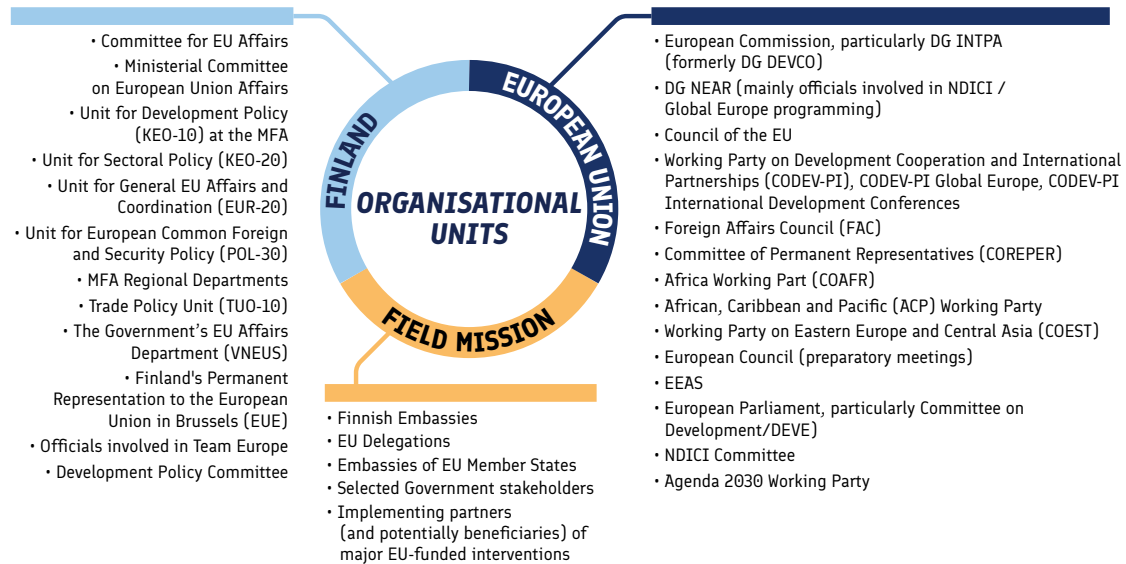 • Committee for EU Affairs
• Ministerial Committee
on European Union Affairs
• Unit for Development Policy
(KEO-10) at the MFA
• Unit for Sectoral Policy (KEO-20)
• Unit for General EU Affairs and
Coordination (EUR-20)
• Unit for European Common Foreign
and Security Policy (POL-30)
• MFA Regional Departments
• Trade Policy Unit (TUO-10)
• The Government's EU Affairs
Department (VNEUS)
• Finland's Permanent
Representation to the European
Union in Brussels (EUE)
• Officials involved in Team Europe
• Development Policy Committee
FINLAND
EUROPEAN UNION
ORGANISATIONAL
UNITS
FIELD MISSION
• Finnish Embassies
• EU Delegations
• Embassies of EU Member States
• Selected Government stakeholders
• Implementing partners
(and potentially beneficiaries) of
major EU-funded interventions
• European Commission, particularly DG INTPA
(formerly DG DEVCO)
• DG NEAR (mainly officials involved in NDICI /
Global Europe programming)
• Council of the EU
• Working Party on Development Cooperation and International
Partnerships (CODEV-PI), CODEV-PI Global Europe, CODEV-PI
International Development Conferences
• Foreign Affairs Council (FAC)
• Committee of Permanent Representatives (COREPER)
• Africa Working Part (COAFR)
• African, Caribbean and Pacific (ACP) Working Party
• Working Party on Eastern Europe and Central Asia (COEST)
• European Council (preparatory meetings)
• EEAS
• European Parliament, particularly Committee on
Development/DEVE)
• NDICI Committee
• Agenda 2030 Working Party